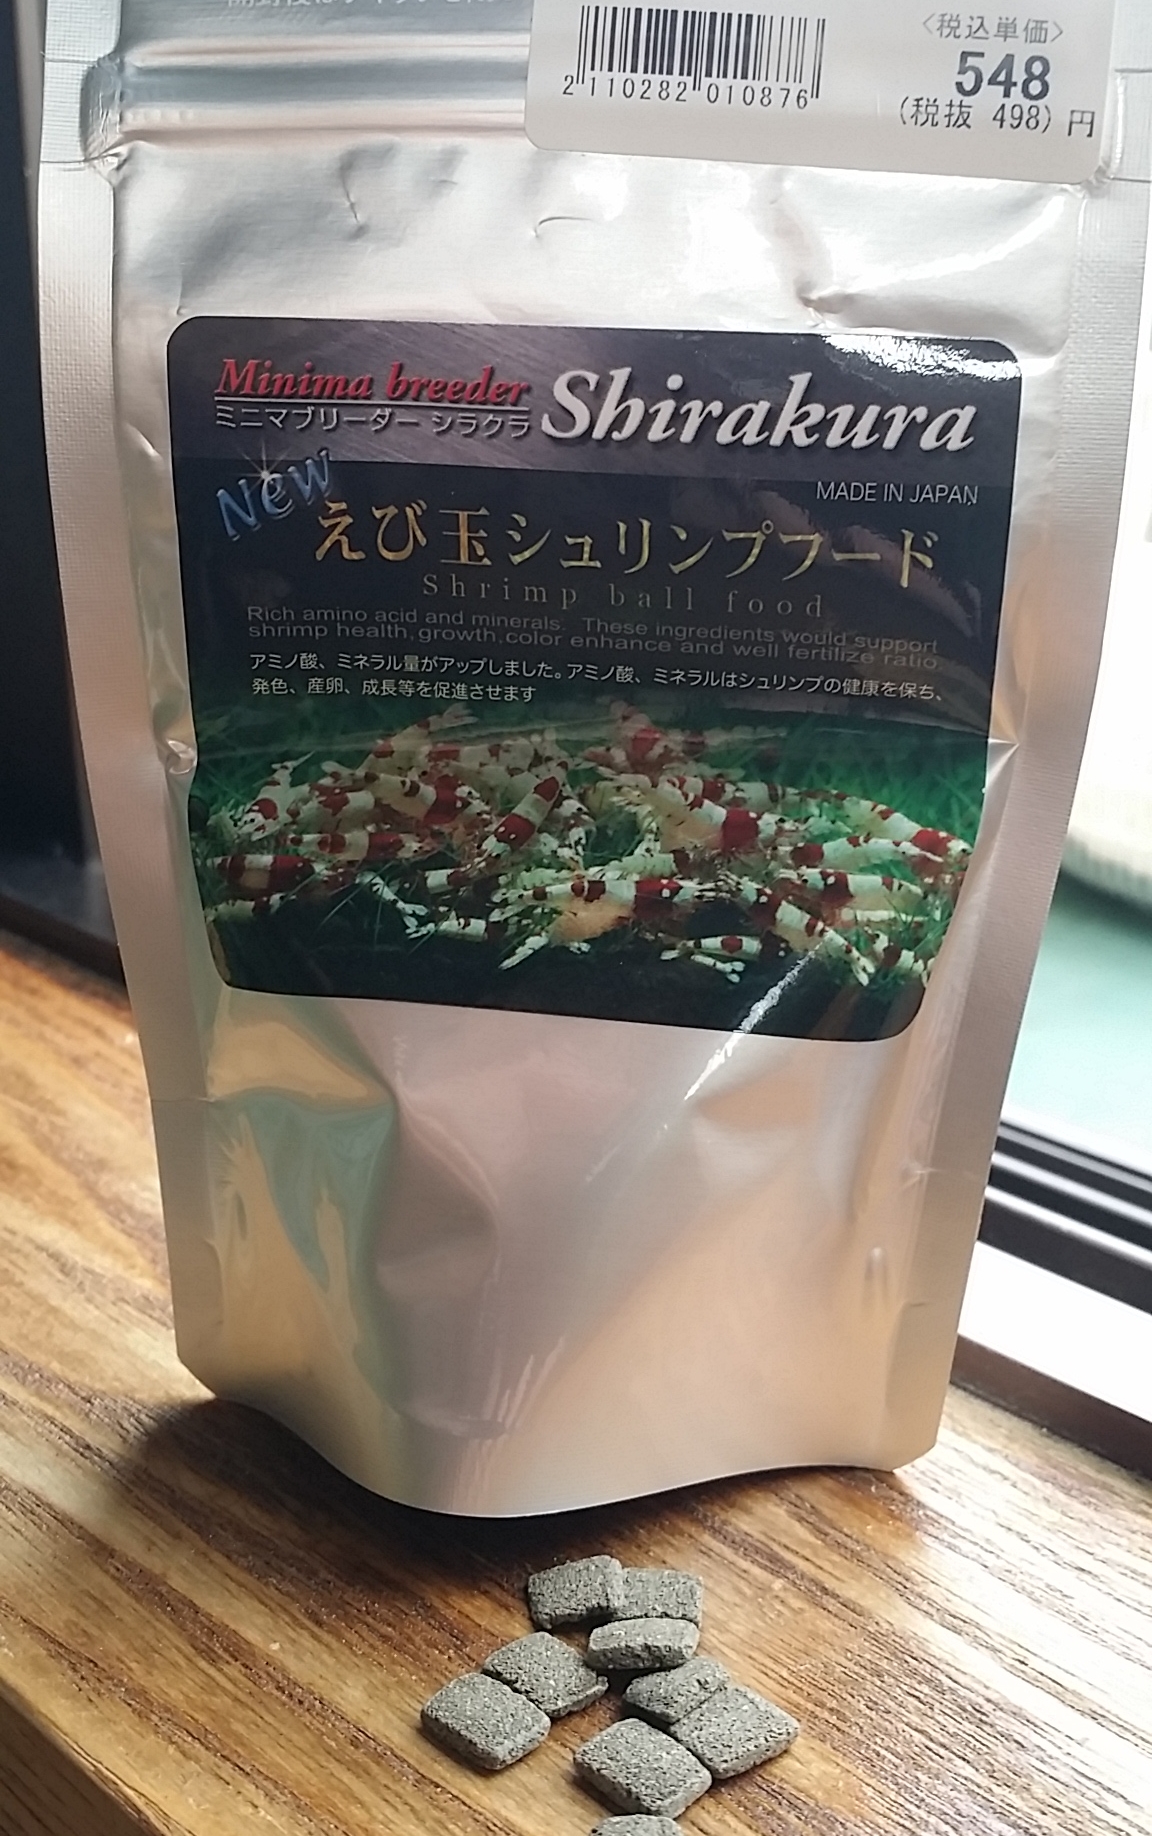 〈税込単価〉
2 110282 010876
548
(税抜 498) 円
Minima breeder
ミニマブリーダー シラクラ
Shirakura
MADE IN JAPAN
New
えび玉シュリンプフード
Shrimp ball food
Rich amino acid and minerals. These ingredients would support
shrimp health,growth,color enhance and well fertilize ratio.
アミノ酸、ミネラル量がアップしました。アミノ酸、ミネラルはシュリンプの健康を保ち、
発色、産卵、成長等を促進させます